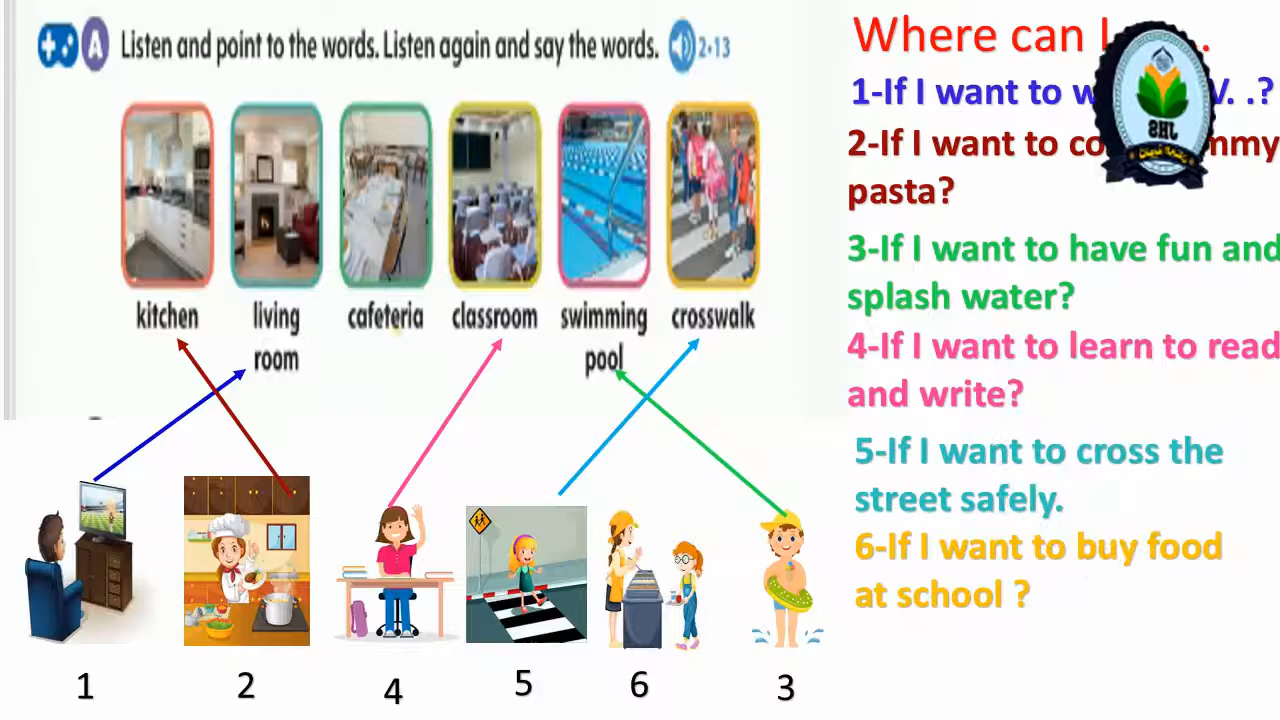 A Listen and point to the words. Listen again and say the words. 2•13
kitchen
living
room
cafeteria
classroom
swimming
pool
crosswalk
1
2
4
5
6
3
Where can I
1-If I want to V. .?
2-If I want to
pasta?
3-If I want to have fun and
splash water?
4-If I want to learn to read
and write?
5-If I want to cross the
street safely.
6-If I want to buy food
at school ?
SHL